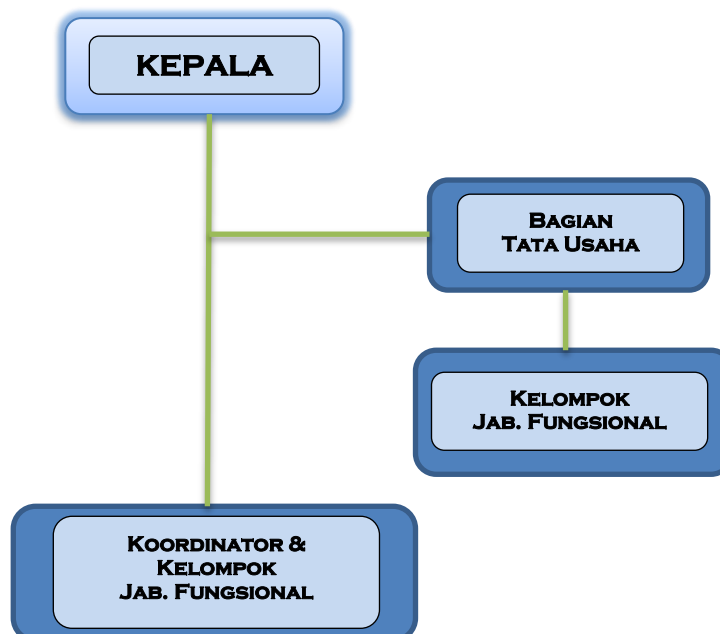 KEPALA
BAGIAN
TATA USAHA
KELOMPOK
JAB. FUNGSIONAL
KOORDINATOR &
KELOMPOK
JAB. FUNGSIONAL